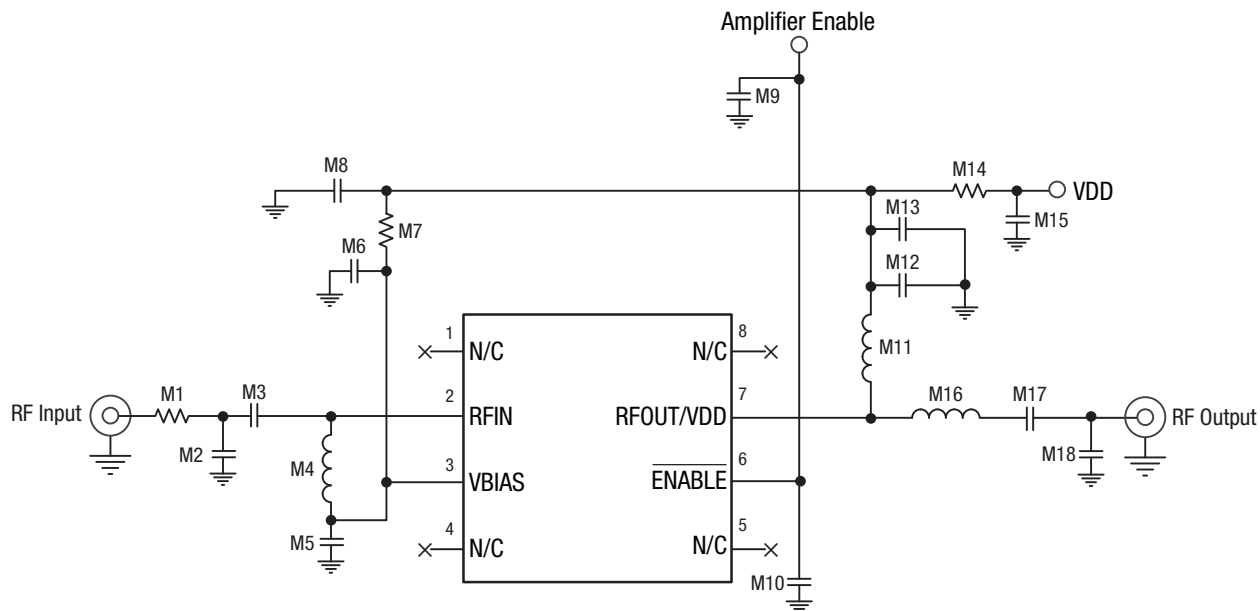 Amplifier Enable
M9
M8
M14
VDD
M13
M15
M7
M6
M12
1
8
N/C
N/C
M11
M1
M3
2
7
M16
M17
RF Input
RFIN
RFOUT/VDD
RF Output
M2
M4
3
6
M18
VBIAS
ENABLE
4
5
M5
N/C
N/C
M10